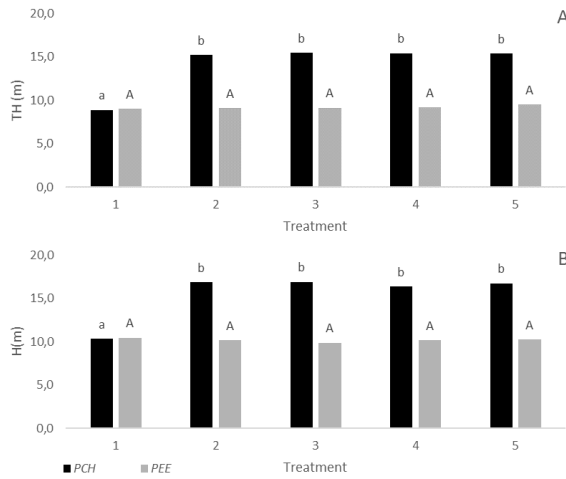 A
20,0
b b b b
15,0
TH (m)
10,0
a A A A A A
5,0
0,0
1 2 3 4 5
Treatment
B
20,0
b b b b
15,0
H(m)
10,0
a A A A A A
5,0
0,0
1 2 3 4 5
PCH PEE Treatment